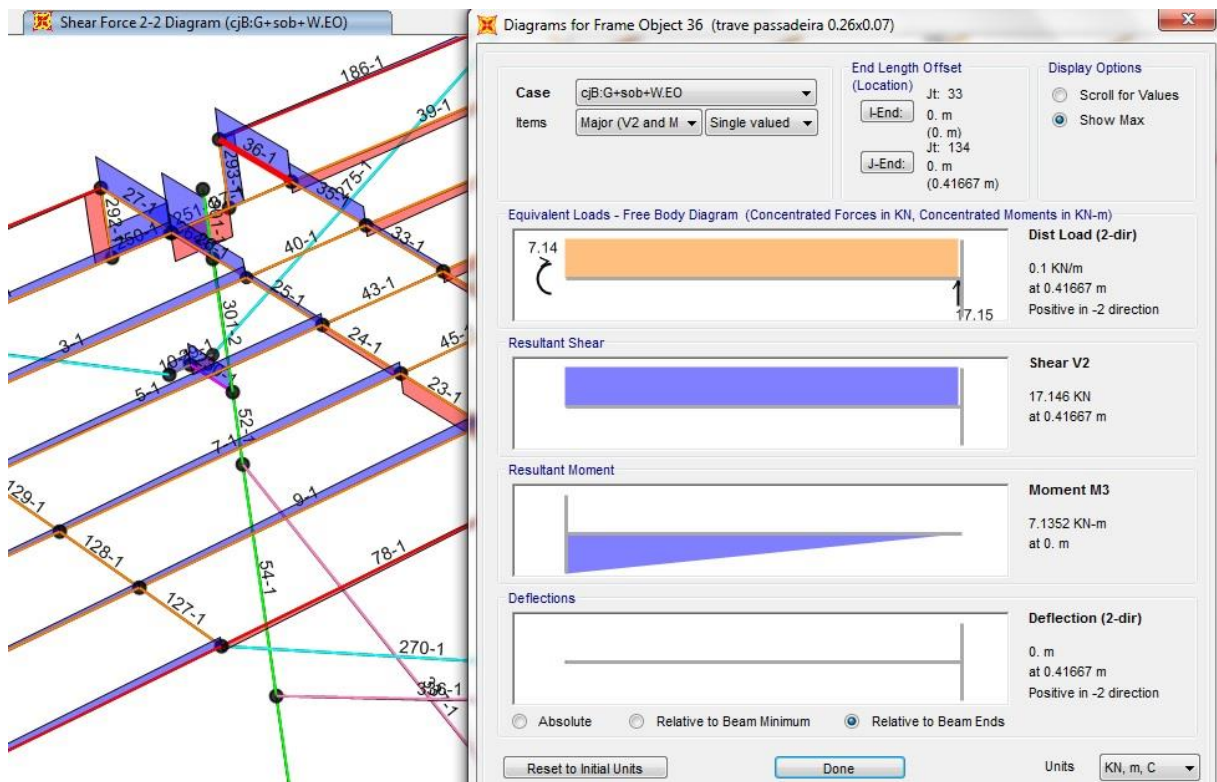 Shear Force 2-2 Diagram (cjB:G+sob+W.EO)
186-1
39-1
36-1
275-1
35-1
27-1
40-1
33-1
250-1
25-1
43-1
301-2
3-1
24-1
45-1
5-1
23-1
52-1
7-1
9-1
129-1
128-1
78-1
54-1
127-1
270-1
Diagrams for Frame Object 36 (trave passadeira 0.26x0.07)
X
Case
cjB:G+sob+W.EO
Items
Major (V2 and M
Single valued
End Length Offset
(Location)
Jt: 33
I-End:
0. m
(0. m)
Jt: 134
J-End:
0. m
(0.41667 m)
Display Options
Scroll for Values
Show Max
Equivalent Loads - Free Body Diagram (Concentrated Forces in KN, Concentrated Moments in KN-m)
7.14
17.15
Dist Load (2-dir)
0.1 KN/m
at 0.41667 m
Positive in -2 direction
Resultant Shear
Shear V2
17.146 KN
at 0.41667 m
Resultant Moment
Moment M3
7.1352 KN-m
at 0. m
Deflections
Deflection (2-dir)
0. m
at 0.41667 m
Positive in -2 direction
Absolute
Relative to Beam Minimum
Relative to Beam Ends
Reset to Initial Units
Done
Units
KN, m, C